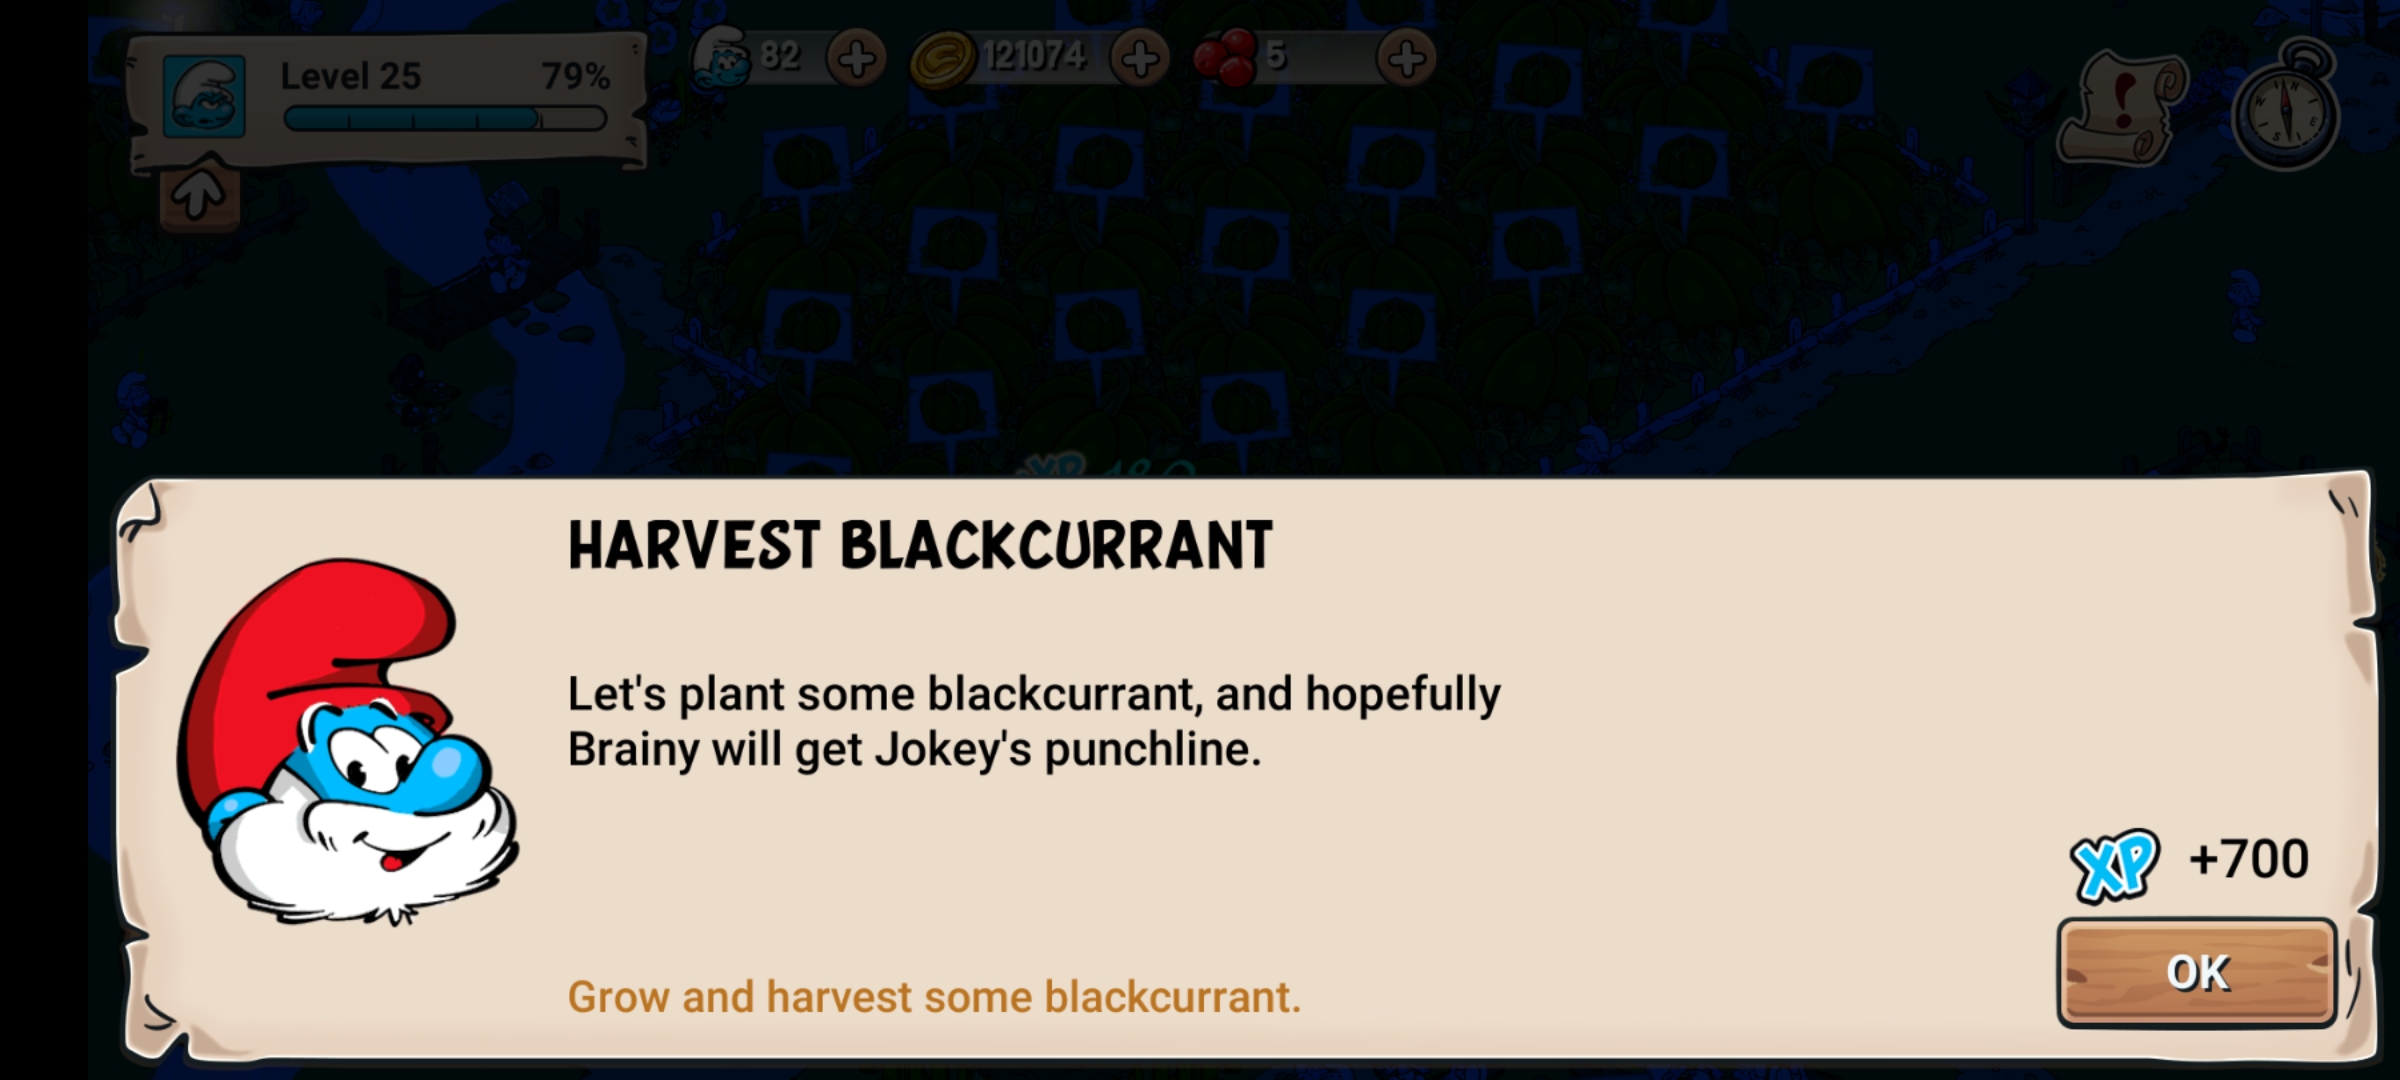 Level 25 79%
82
121074
5
HARVEST BLACKCURRANT
Let's plant some blackcurrant, and hopefully
Brainy will get Jokey's punchline.
XP +700
OK
Grow and harvest some blackcurrant.